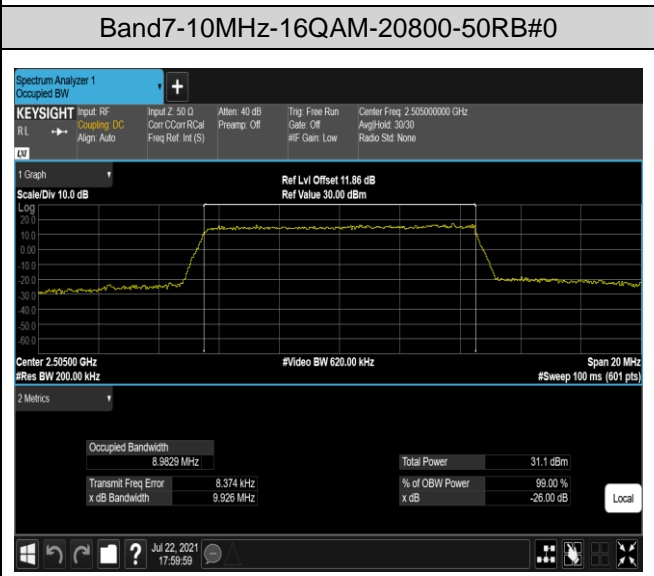 Band7-10MHz-16QAM-20800-50RB#0
Spectrum Analyzer 1
Occupied BW
+
KEYSIGHT Input: RF Input Z: 50 Ω Atten: 40 dB Trig: Free Run Center Freq: 2.505000000 GHz
RL Coupling: DC Corr CCorr RCal Preamp: Off Gate: Off Avg|Hold: 30/30
Align: Auto Freq Ref: Int (S) #IF Gain: Low Radio Std: None
LXI
1 Graph Ref Lvl Offset 11.86 dB
Scale/Div 10.0 dB Ref Value 30.00 dBm
Log
20.0
10.0
0.00
-10.0
-20.0
-30.0
-40.0
-50.0
-60.0
Center 2.50500 GHz #Video BW 620.00 kHz Span 20 MHz
#Res BW 200.00 kHz #Sweep 100 ms (601 pts)
2 Metrics
Occupied Bandwidth
8.9829 MHz Total Power 31.1 dBm
Transmit Freq Error 8.374 kHz % of OBW Power 99.00 %
x dB Bandwidth 9.926 MHz x dB -26.00 dB
Local
? Jul 22, 2021
17:59:59